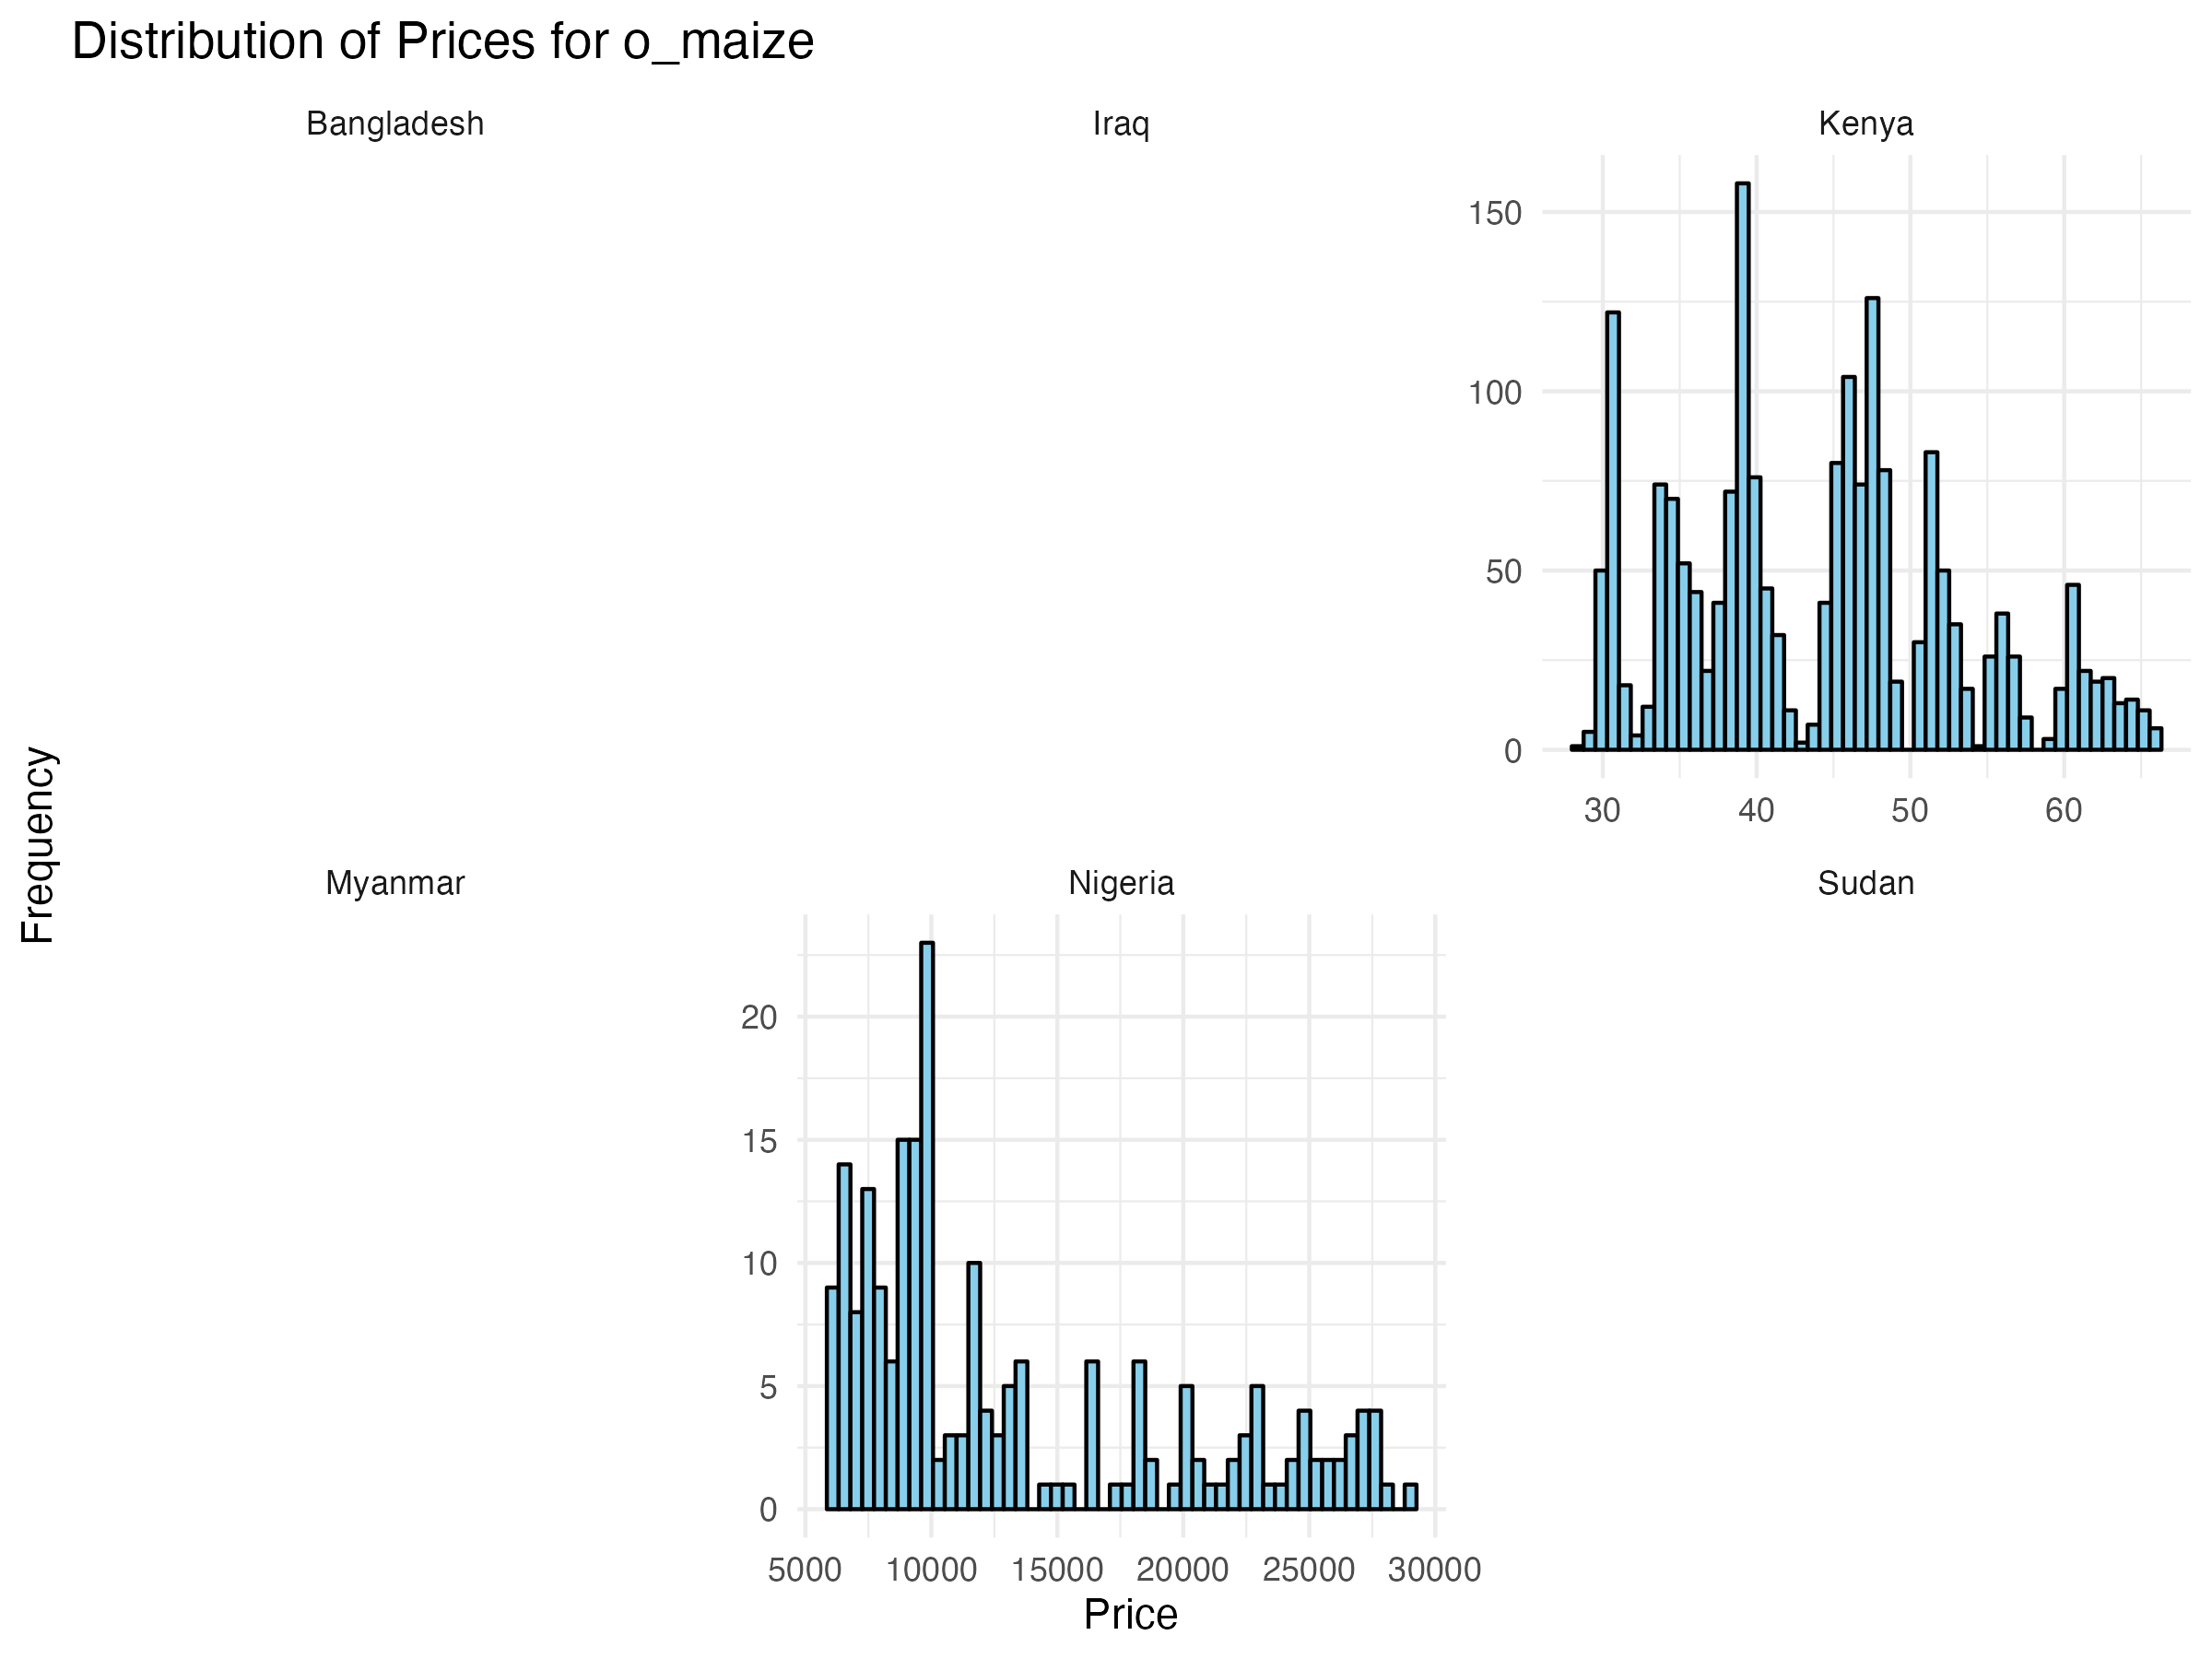 Distribution of Prices for o_maize
Bangladesh
Iraq
Kenya
150
100
50
0
30 40 50 60
Frequency
Myanmar
Nigeria
Sudan
20
15
10
5
0
5000 10000 15000 20000 25000 30000
Price